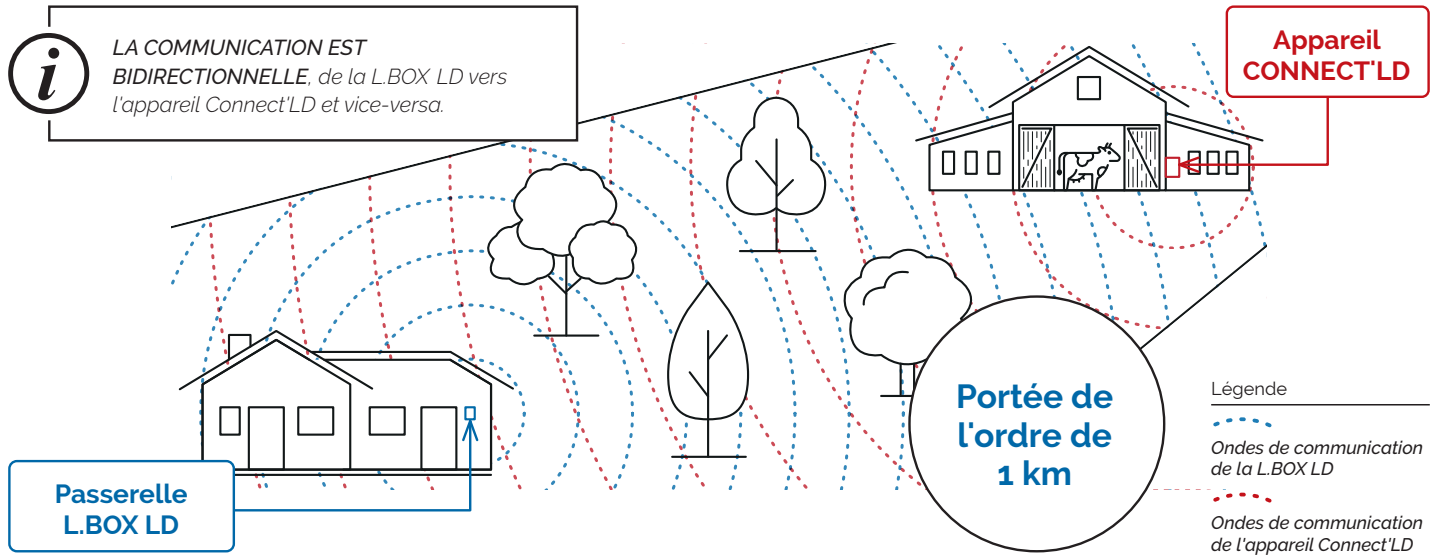 i
LA COMMUNICATION EST
BIDIRECTIONNELLE, de la L.BOX LD vers
l'appareil Connect'LD et vice-versa.
Appareil
CONNECT'LD
Passerelle
L.BOX LD
Portée de
l'ordre de
1 km
Légende
Ondes de communication
de la L.BOX LD
Ondes de communication
de l'appareil Connect'LD